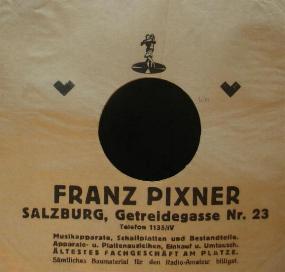 FRANZ PIXNER
SALZBURG, Getreidegasse Nr. 23
Telefon 1135/IV
Musikapparate, Schallplatten und Bestandteile.
Apparate- u. Plattenausleihen, Einkauf u. Umtausch.
ÄLTESTES FACHGESCHÄFT AM PLATZE.
Sämtliches Baumaterial für den Radio-Amateur billigst